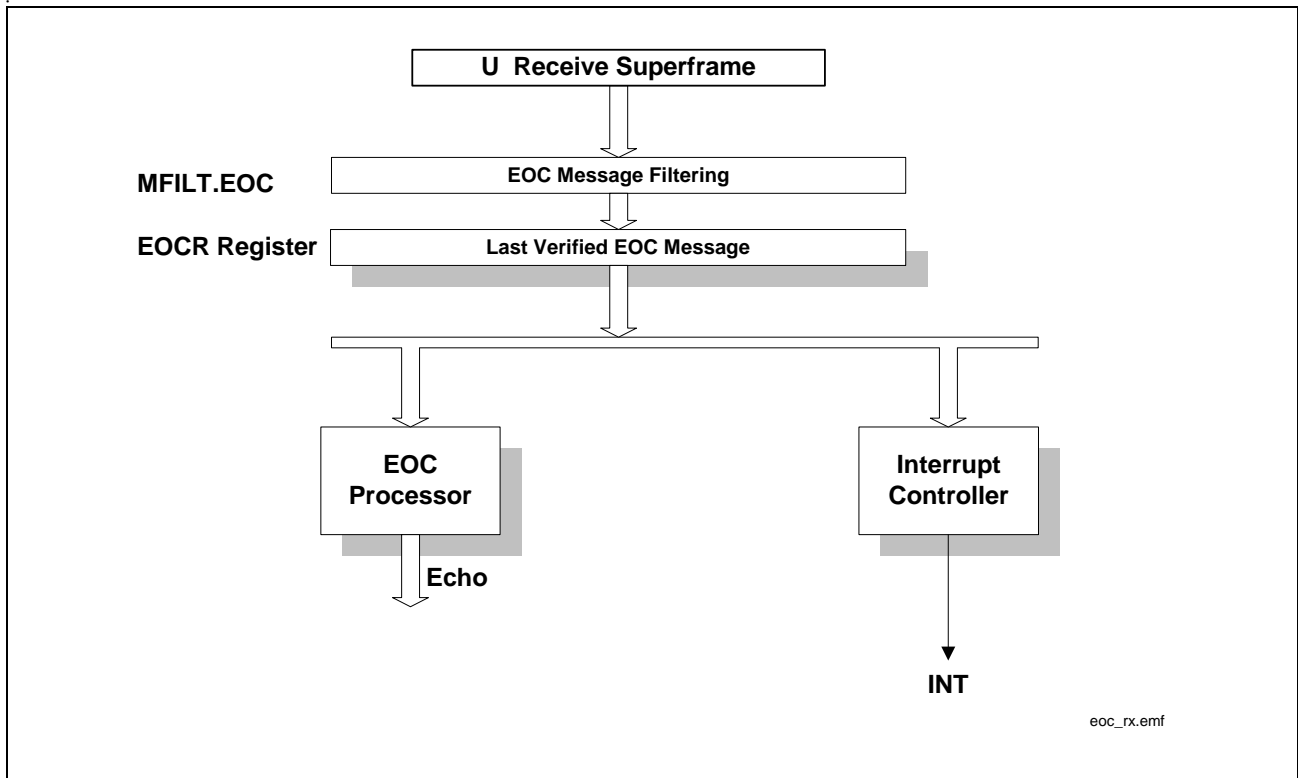 U Receive Superframe
MFILT.EOC
EOC Message Filtering
EOCR Register
Last Verified EOC Message
EOC
Processor
Interrupt
Controller
Echo
INT
eoc_rx.emf